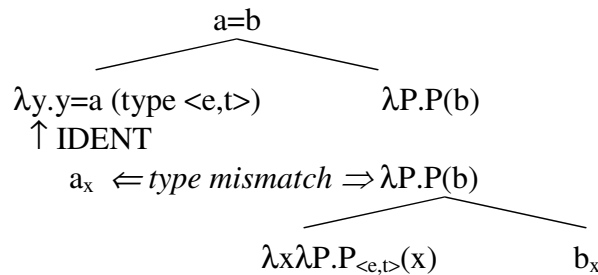 a=b
λy.y=a (type <e,t>) λP.P(b)
↑ IDENT
aₓ ⇐ type mismatch ⇒ λP.P(b)
λxλP.P<e,t>(x) bₓ